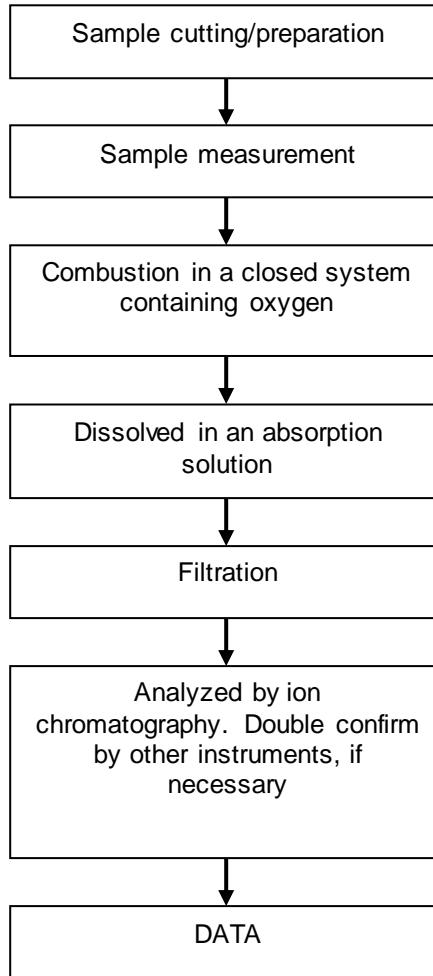 Sample cutting/preparation
Sample measurement
Combustion in a closed system
containing oxygen
Dissolved in an absorption
solution
Filtration
Analyzed by ion
chromatography. Double confirm
by other instruments, if
necessary
DATA